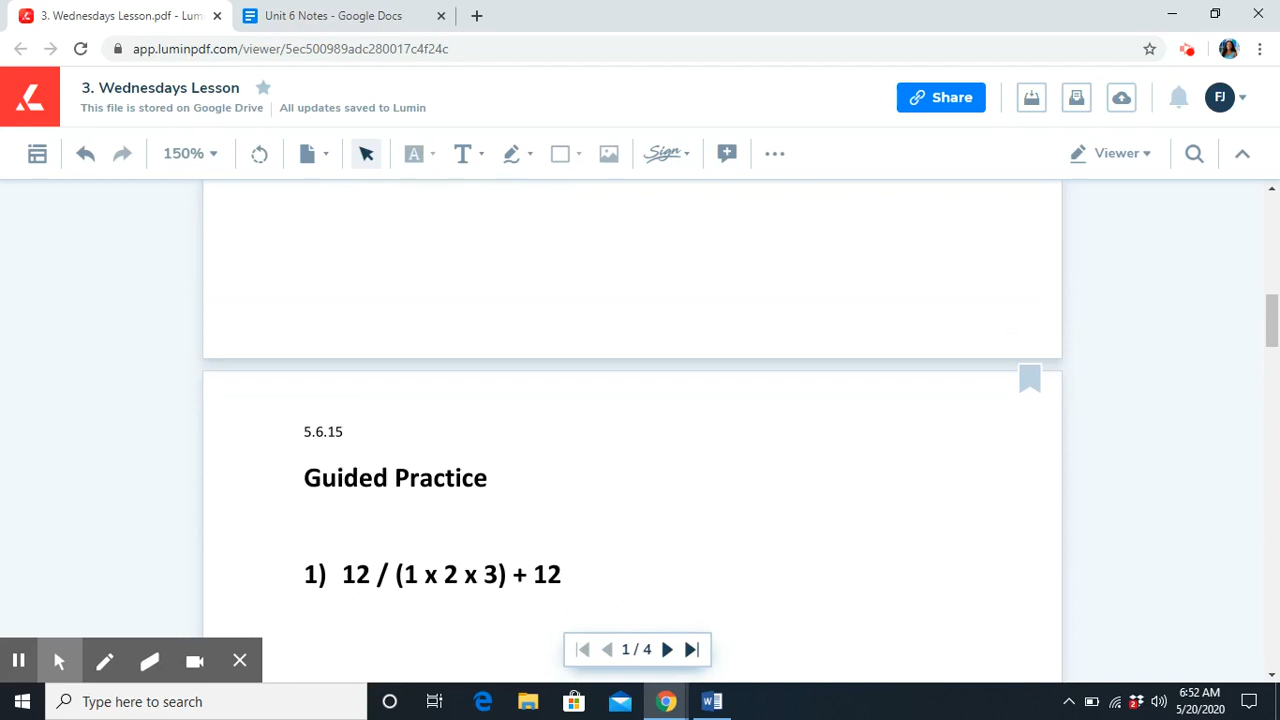 3. Wednesdays Lesson.pdf - Lum
Unit 6 Notes - Google Docs
app.luminpdf.com/viewer/5ec500989adc280017c4f24c
3. Wednesdays Lesson
This file is stored on Google Drive
All updates saved to Lumin
Share
FJ
150%
A
T
Sign
Viewer
5.6.15
Guided Practice
1) 12 / (1 x 2 x 3) + 12
1 / 4
Type here to search
6:52 AM
5/20/2020